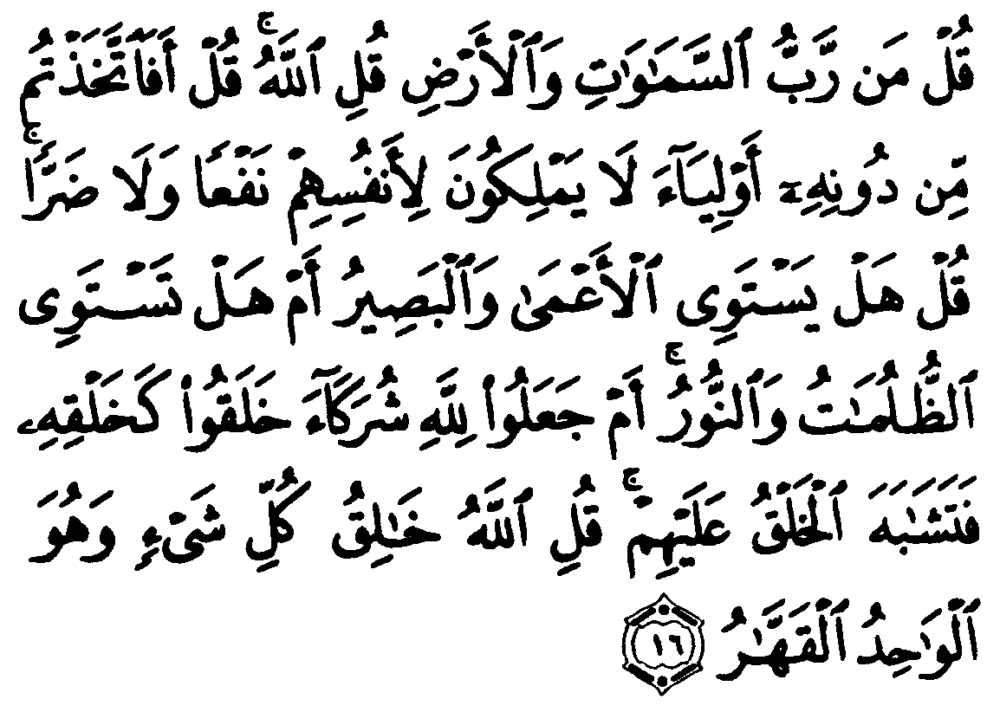 قُلْ مَن رَّبُّ ٱلسَّمَـٰوَٰتِ وَٱلْأَرْضِ قُلِ ٱللَّهُ ۚ قُلْ أَفَٱتَّخَذْتُم
مِّن دُونِهِۦٓ أَوْلِيَآءَ لَا يَمْلِكُونَ لِأَنفُسِهِمْ نَفْعًا وَلَا ضَرًّا ۚ
قُلْ هَلْ يَسْتَوِى ٱلْأَعْمَىٰ وَٱلْبَصِيرُ أَمْ هَلْ تَسْتَوِى
ٱلظُّلُمَـٰتُ وَٱلنُّورُ ۚ أَمْ جَعَلُوا۟ لِلَّهِ شُرَكَآءَ خَلَقُوا۟ كَخَلْقِهِۦ
فَتَشَـٰبَهَ ٱلْخَلْقُ عَلَيْهِمْ ۚ قُلِ ٱللَّهُ خَـٰلِقُ كُلِّ شَىْءٍ وَهُوَ
ٱلْوَٰحِدُ ٱلْقَهَّـٰرُ ١٦